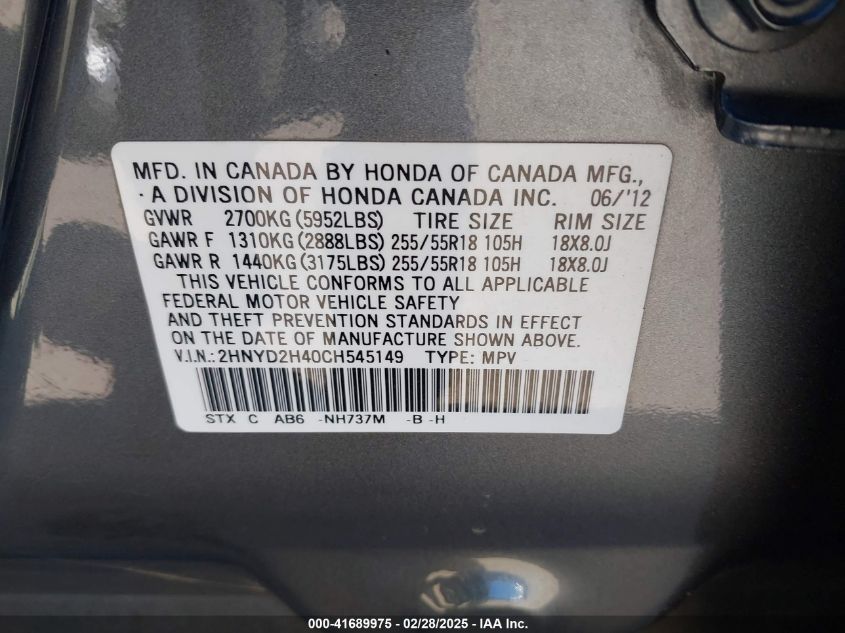 MFD. IN CANADA BY HONDA OF CANADA MFG.,
A DIVISION OF HONDA CANADA INC. 06/'12
GVWR 2700KG(5952LBS) TIRE SIZE RIM SIZE
GAWR F 1310KG(2888LBS) 255/55R18 105H 18X8.0J
GAWR R 1440KG(3175LBS) 255/55R18 105H 18X8.0J
THIS VEHICLE CONFORMS TO ALL APPLICABLE
FEDERAL MOTOR VEHICLE SAFETY
AND THEFT PREVENTION STANDARDS IN EFFECT
ON THE DATE OF MANUFACTURE SHOWN ABOVE.
V.I.N.:2HNYD2H40CH545149 TYPE: MPV
STX C AB6 -NH737M -B -H
000-41689975 - 02/28/2025 - IAA, Inc.